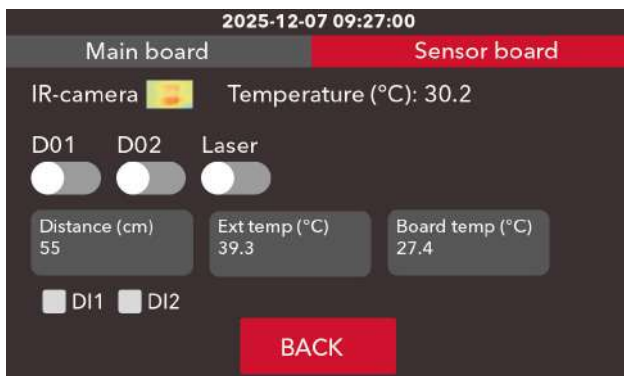 2025-12-07 09:27:00
Main board Sensor board
IR-camera Temperature (°C): 30.2
D01 D02 Laser
Distance (cm) Ext temp (°C) Board temp (°C)
55 39.3 27.4
DI1 DI2
BACK